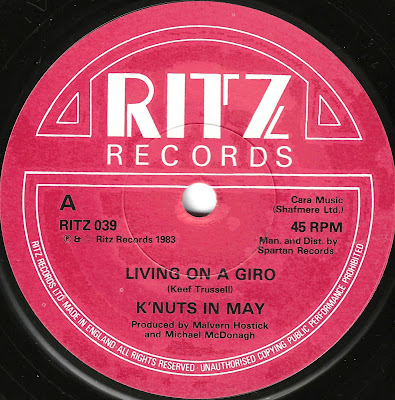 RITZ
RECORDS
A
RITZ 039
℗ & © Ritz Records 1983
Cara Music
(Shafmere Ltd.)
45 RPM
Man. and Dist. by
Spartan Records.
LIVING ON A GIRO
(Keef Trussell)
K'NUTS IN MAY
Produced by Malvern Hostick
and Michael McDonagh
RITZ RECORDS LTD. MADE IN ENGLAND. ALL RIGHTS RESERVED. UNAUTHORISED COPYING PUBLIC PERFORMANCE PROHIBITED